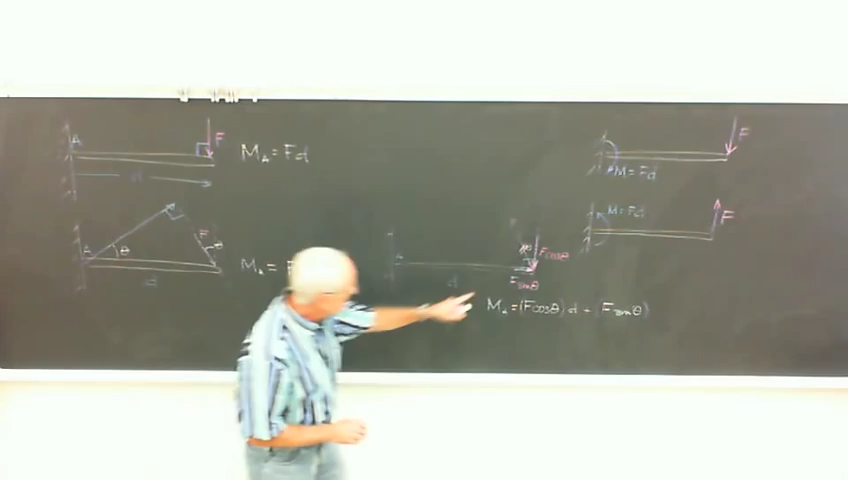 A
F
M_A = Fd
d
A
θ
F
θ
d
M_A = F
A
d
θ
Fcosθ
Fsinθ
M_A = (Fcosθ)d + (Fsinθ)
F
M = Fd
M = Fd
F